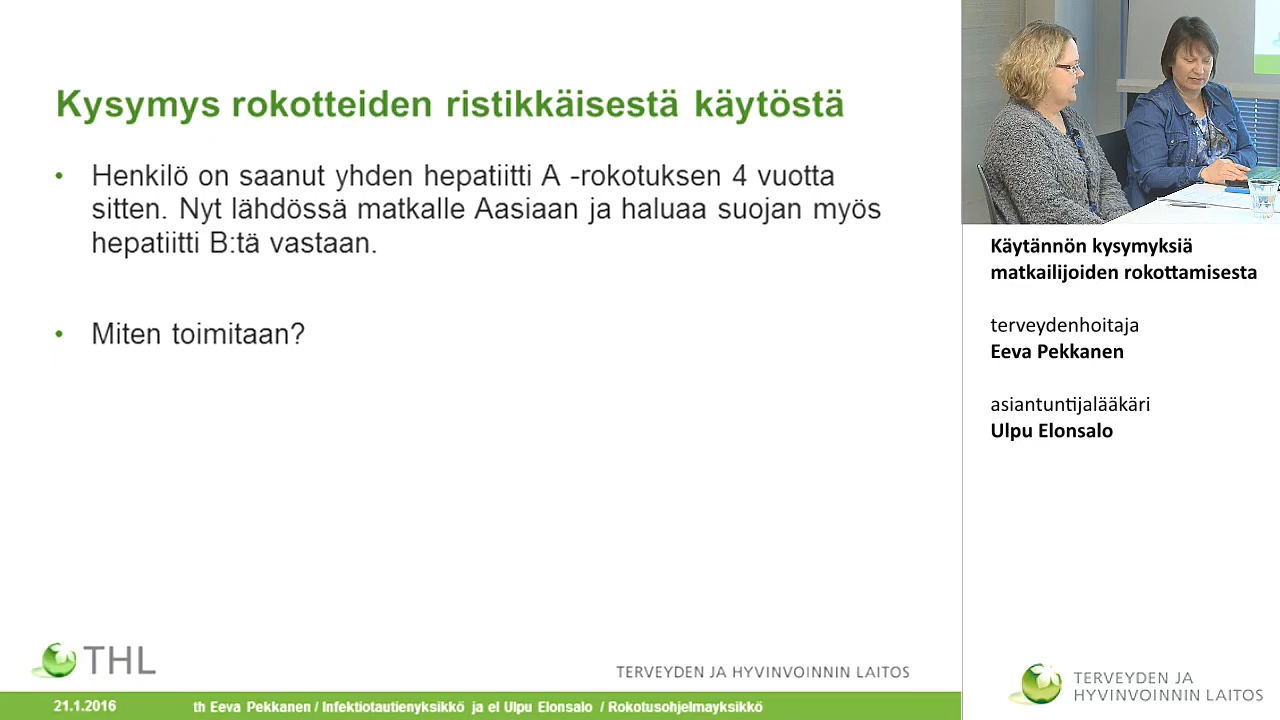 Kysymys rokotteiden ristikkäisestä käytöstä
• Henkilö on saanut yhden hepatiitti A -rokotuksen 4 vuotta
sitten. Nyt lähdössä matkalle Aasiaan ja haluaa suojan myös
hepatiitti B:tä vastaan.
• Miten toimitaan?
THL
TERVEYDEN JA HYVINVOINNIN LAITOS
21.1.2016 th Eeva Pekkanen / Infektiotautienyksikkö ja el Ulpu Elonsalo / Rokotusohjelmayksikkö
Käytännön kysymyksiä
matkailijoiden rokottamisesta
terveydenhoitaja
Eeva Pekkanen
asiantuntijalääkäri
Ulpu Elonsalo
TERVEYDEN JA
HYVINVOINNIN LAITOS